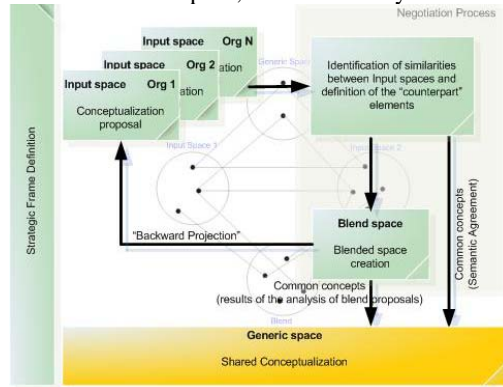 Negotiation Process
Input space Org N
ation
Input space Org 2
ation
Input space Org 1
Conceptualization
proposal
Generic Space
Identification of similarities
between Input spaces and
definition of the “counterpart”
elements
Input Space 1
Input Space 2
Strategic Frame Definition
“Backward Projection”
Blend space
Blended space
creation
Common concepts
(Semantic Agreement)
Common concepts
(results of the analysis of blend proposals)
Blend
Generic space
Shared Conceptualization